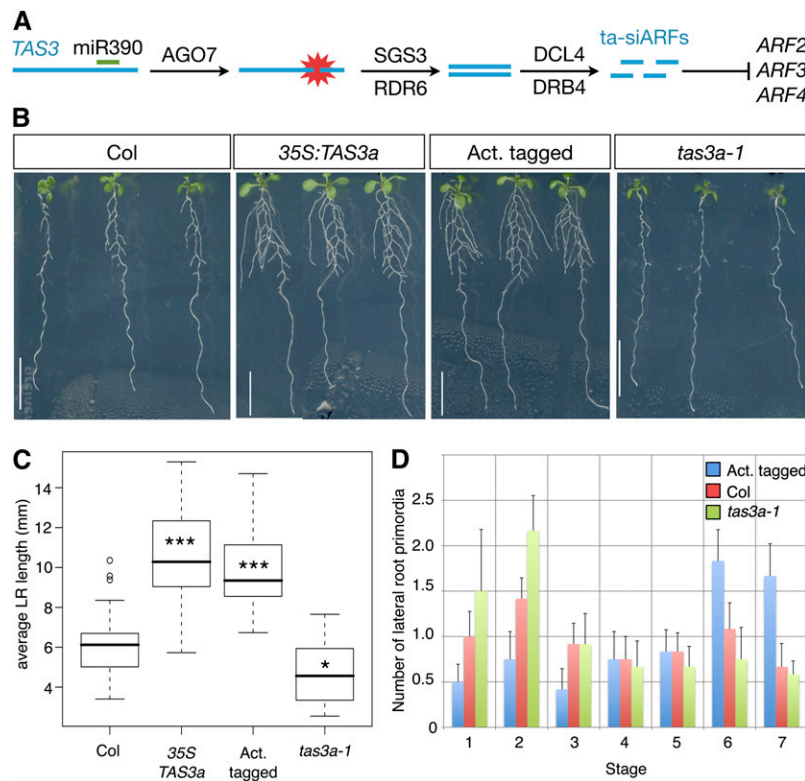 A
TAS3 miR390 AGO7 SGS3 RDR6 DCL4 DRB4 ta-siARFs ARF2 ARF3 ARF4
B
Col 35S:TAS3a Act. tagged tas3a-1
C
average LR length (mm)
14
12
10
8
6
4
*** *** *
Col 35S TAS3a Act. tagged tas3a-1
D
Number of lateral root primordia
2.5
2.0
1.5
1.0
0.5
0
Act. tagged
Col
tas3a-1
1 2 3 4 5 6 7
Stage